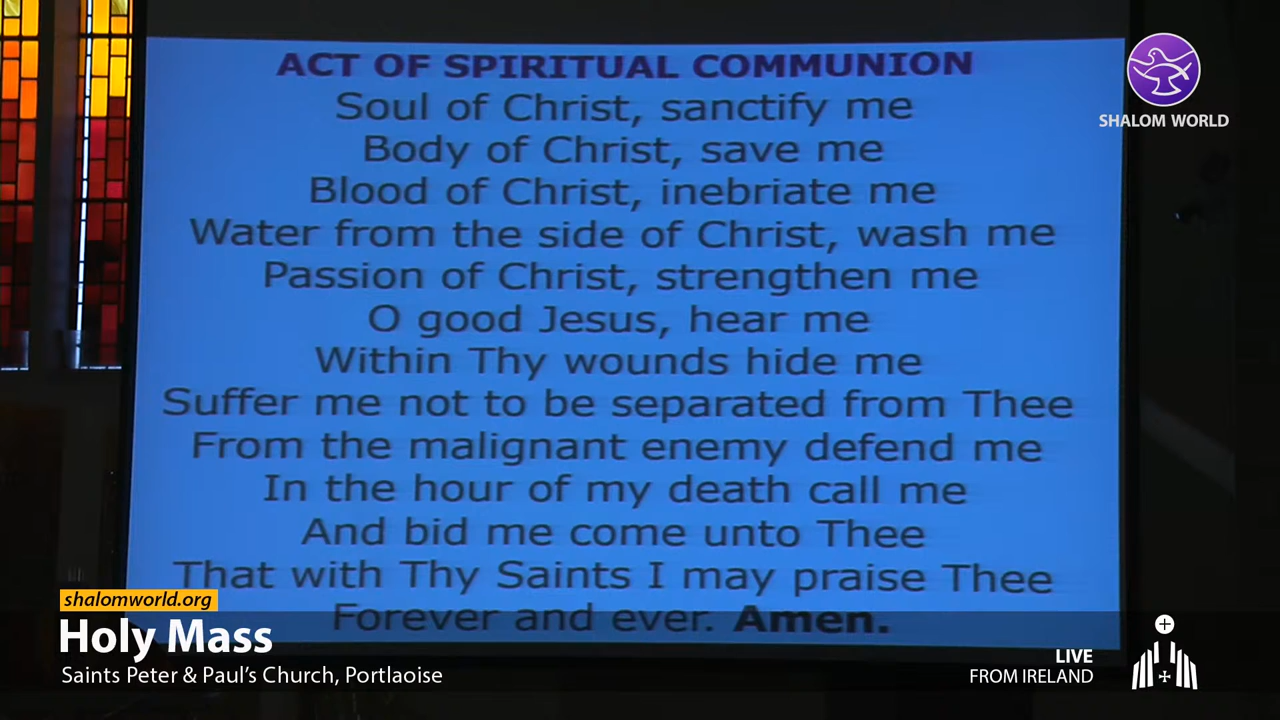 ACT OF SPIRITUAL COMMUNION
Soul of Christ, sanctify me
Body of Christ, save me
Blood of Christ, inebriate me
Water from the side of Christ, wash me
Passion of Christ, strengthen me
O good Jesus, hear me
Within Thy wounds hide me
Suffer me not to be separated from Thee
From the malignant enemy defend me
In the hour of my death call me
And bid me come unto Thee
That with Thy Saints I may praise Thee
Forever and ever. Amen.
SHALOM WORLD
shalomworld.org
Holy Mass
Saints Peter & Paul's Church, Portlaoise
LIVE
FROM IRELAND